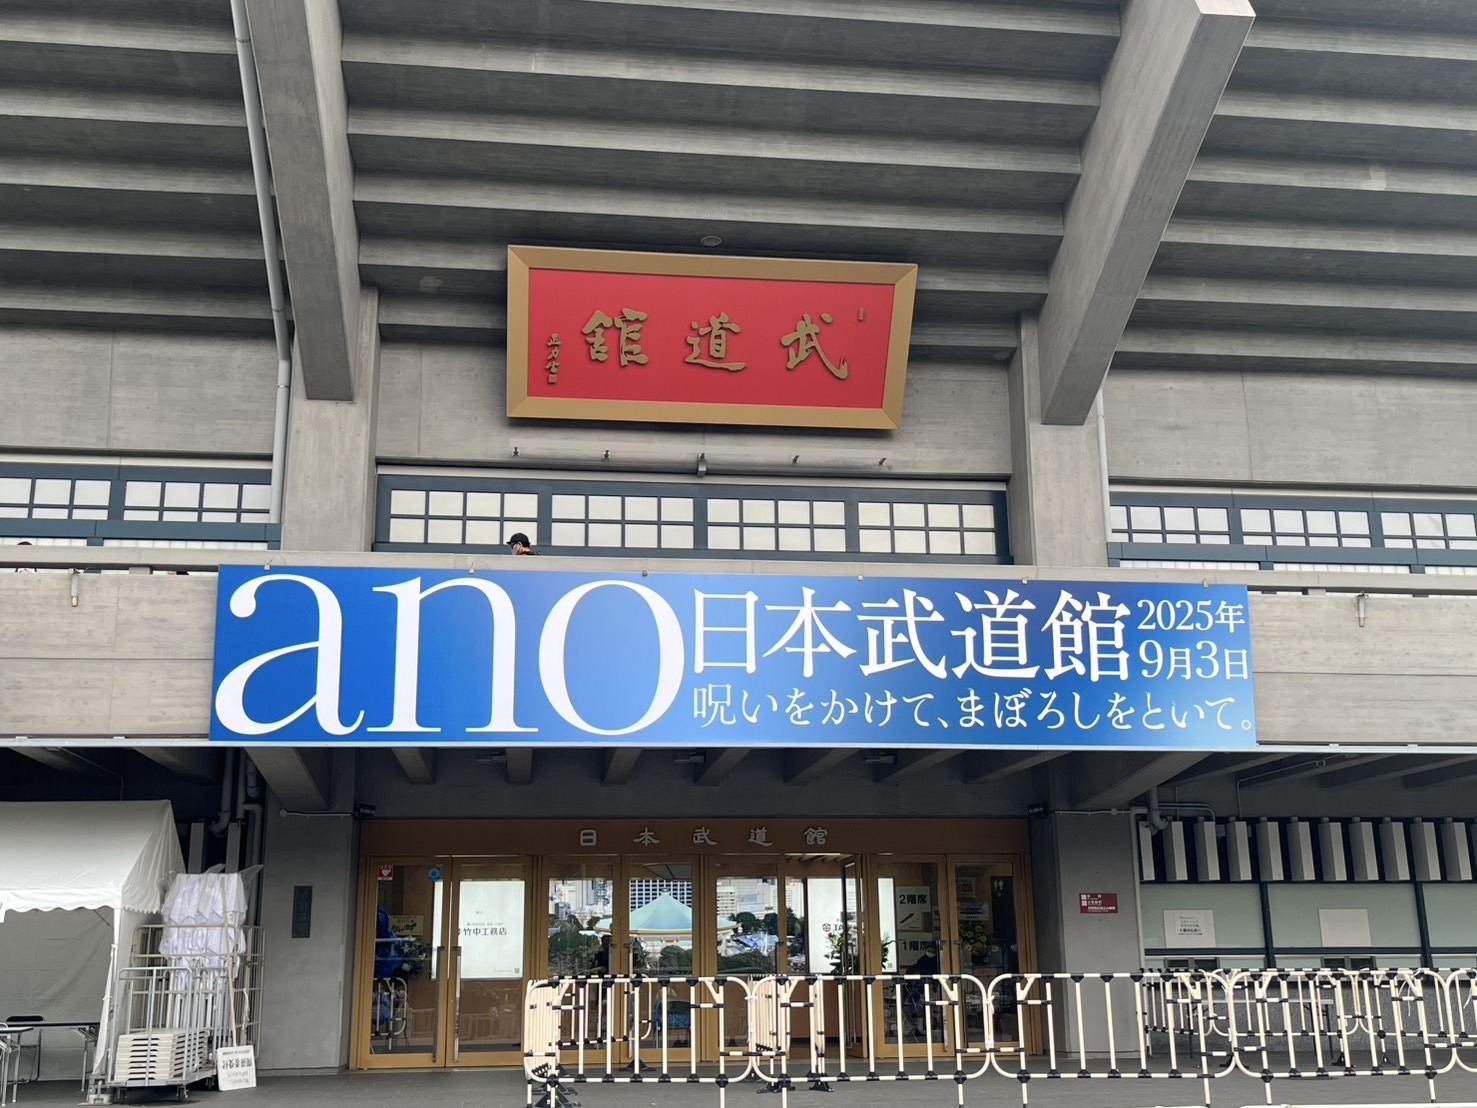 武道館
ano
日本武道館
2025年
9月3日
呪いをかけて、まぼろしをといて。
日本武道館
竹中工務店
2階席
1階席